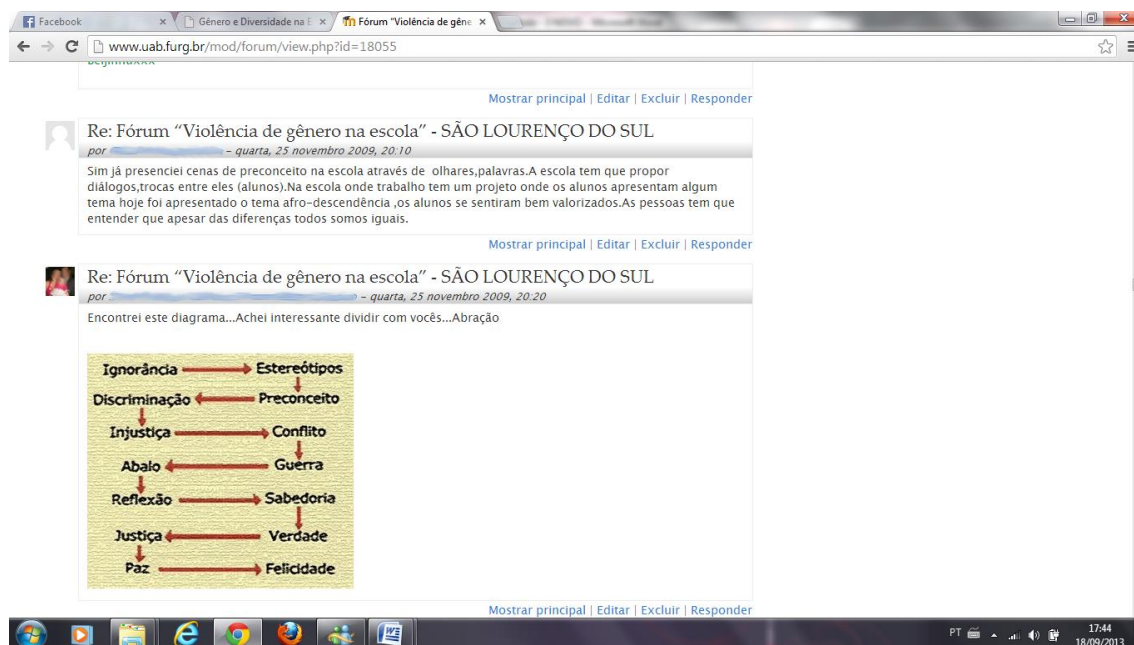 Facebook
Gênero e Diversidade na E
Fórum “Violência de gêne
www.uab.furg.br/mod/forum/view.php?id=18055
Mostrar principal | Editar | Excluir | Responder
Re: Fórum “Violência de gênero na escola” - SÃO LOURENÇO DO SUL
por – quarta, 25 novembro 2009, 20:10
Sim já presenciei cenas de preconceito na escola através de olhares,palavras.A escola tem que propor
diálogos,trocas entre eles (alunos).Na escola onde trabalho tem um projeto onde os alunos apresentam algum
tema hoje foi apresentado o tema afro-descendência ,os alunos se sentiram bem valorizados.As pessoas tem que
entender que apesar das diferenças todos somos iguais.
Mostrar principal | Editar | Excluir | Responder
Re: Fórum “Violência de gênero na escola” - SÃO LOURENÇO DO SUL
por – quarta, 25 novembro 2009, 20:20
Encontrei este diagrama...Achei interessante dividir com vocês...Abração
Ignorância Estereótipos
Discriminação Preconceito
Injustiça Conflito
Abalo Guerra
Reflexão Sabedoria
Justiça Verdade
Paz Felicidade
Mostrar principal | Editar | Excluir | Responder
PT 17:44
18/09/2013